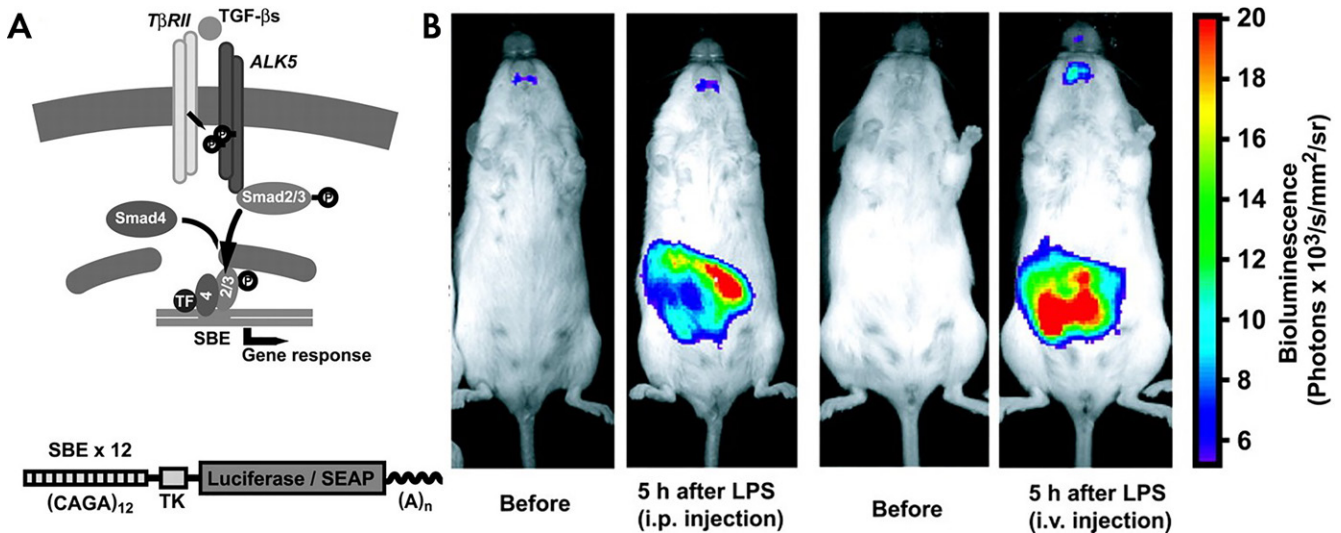 A
TβRII
TGF-βs
ALK5
P
P
Smad2/3
P
Smad4
TF
4
2/3
P
SBE
Gene response
SBE x 12
(CAGA)12
TK
Luciferase / SEAP
(A)n
B
Before
5 h after LPS
(i.p. injection)
Before
5 h after LPS
(i.v. injection)
20
18
16
14
12
10
8
6
Bioluminescence
(Photons x 10³/s/mm²/sr)